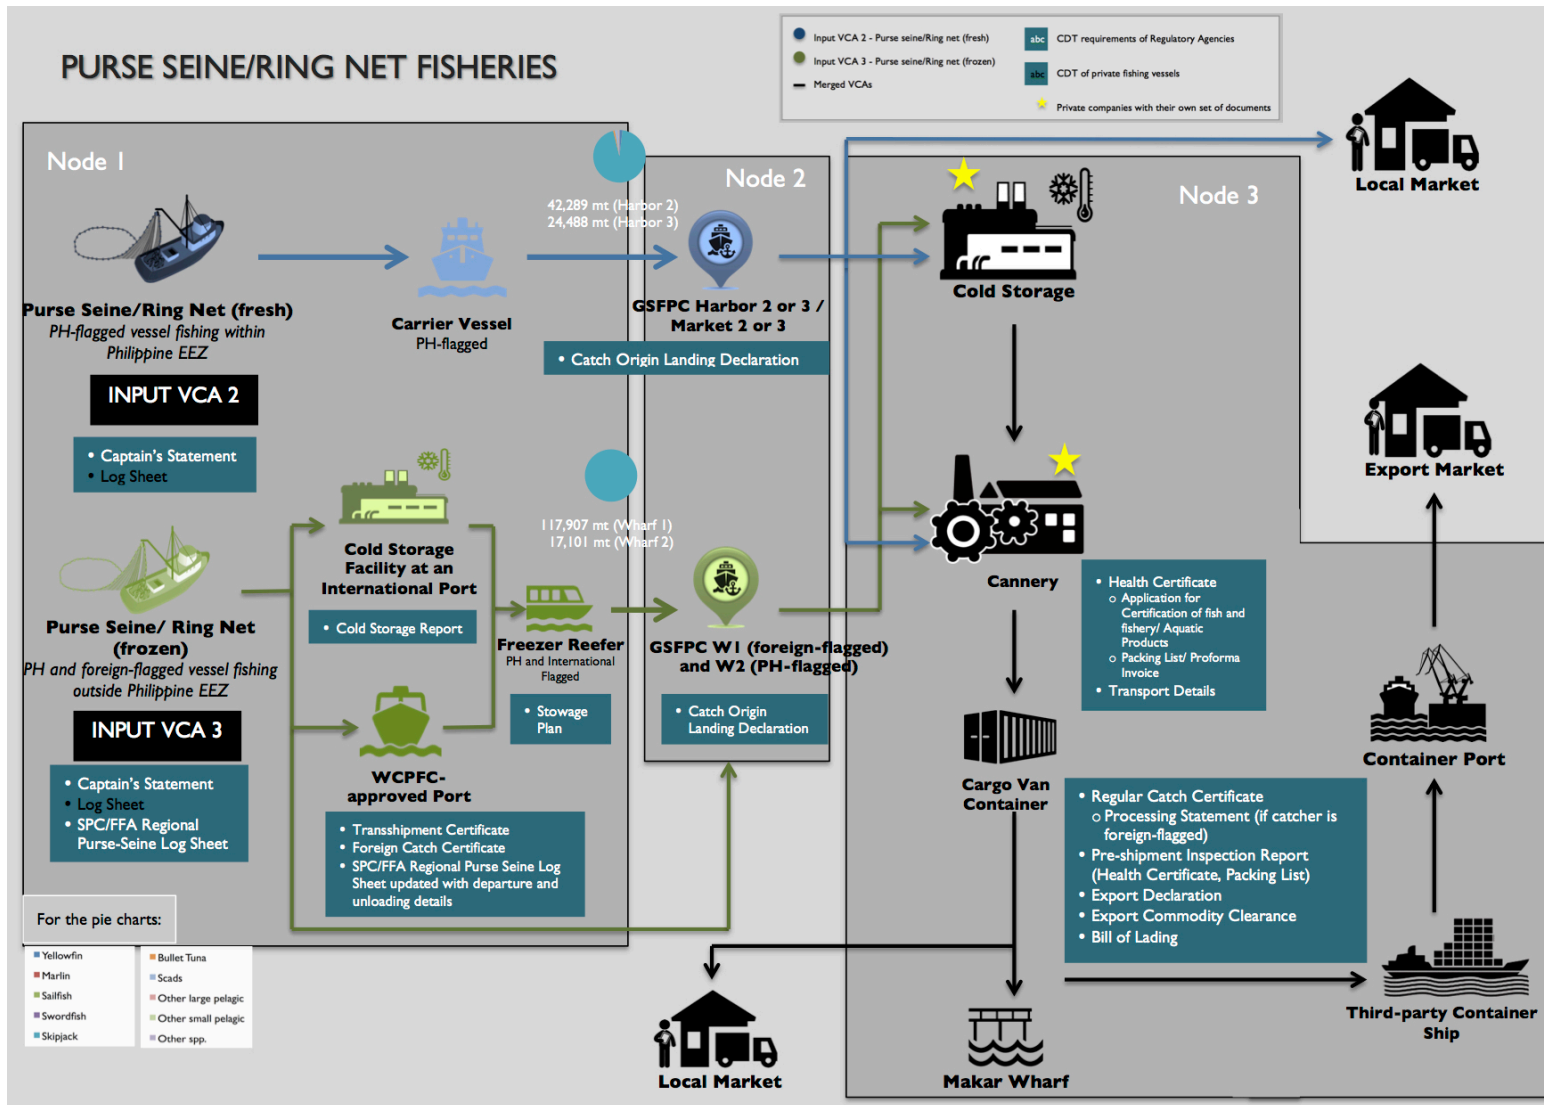 PURSE SEINE/RING NET FISHERIES
Input VCA 2 - Purse seine/Ring net (fresh)
Input VCA 3 - Purse seine/Ring net (frozen)
Merged VCAs
abc
CDT requirements of Regulatory Agencies
abc
CDT of private fishing vessels
Private companies with their own set of documents
Node 1
Node 2
Node 3
42,289 mt (Harbor 2)
24,488 mt (Harbor 3)
Purse Seine/Ring Net (fresh)
PH-flagged vessel fishing within
Philippine EEZ
INPUT VCA 2
• Captain's Statement
• Log Sheet
Carrier Vessel
PH-flagged
GSFPC Harbor 2 or 3 /
Market 2 or 3
• Catch Origin Landing Declaration
Cold Storage
Local Market
Export Market
117,907 mt (Wharf 1)
17,101 mt (Wharf 2)
Purse Seine/ Ring Net
(frozen)
PH and foreign-flagged vessel fishing
outside Philippine EEZ
INPUT VCA 3
• Captain's Statement
• Log Sheet
• SPC/FFA Regional
Purse-Seine Log Sheet
Cold Storage
Facility at an
International Port
• Cold Storage Report
WCPFC-
approved Port
• Transshipment Certificate
• Foreign Catch Certificate
• SPC/FFA Regional Purse Seine Log
Sheet updated with departure and
unloading details
Freezer Reefer
PH and International
Flagged
• Stowage
Plan
GSFPC W1 (foreign-flagged)
and W2 (PH-flagged)
• Catch Origin
Landing Declaration
Cannery
• Health Certificate
o Application for
Certification of fish and
fishery/ Aquatic
Products
o Packing List/ Proforma
Invoice
• Transport Details
Cargo Van
Container
• Regular Catch Certificate
o Processing Statement (if catcher is
foreign-flagged)
• Pre-shipment Inspection Report
(Health Certificate, Packing List)
• Export Declaration
• Export Commodity Clearance
• Bill of Lading
Container Port
Third-party Container
Ship
Local Market
Makar Wharf
For the pie charts:
Yellowfin
Marlin
Sailfish
Swordfish
Skipjack
Bullet Tuna
Scads
Other large pelagic
Other small pelagic
Other spp.